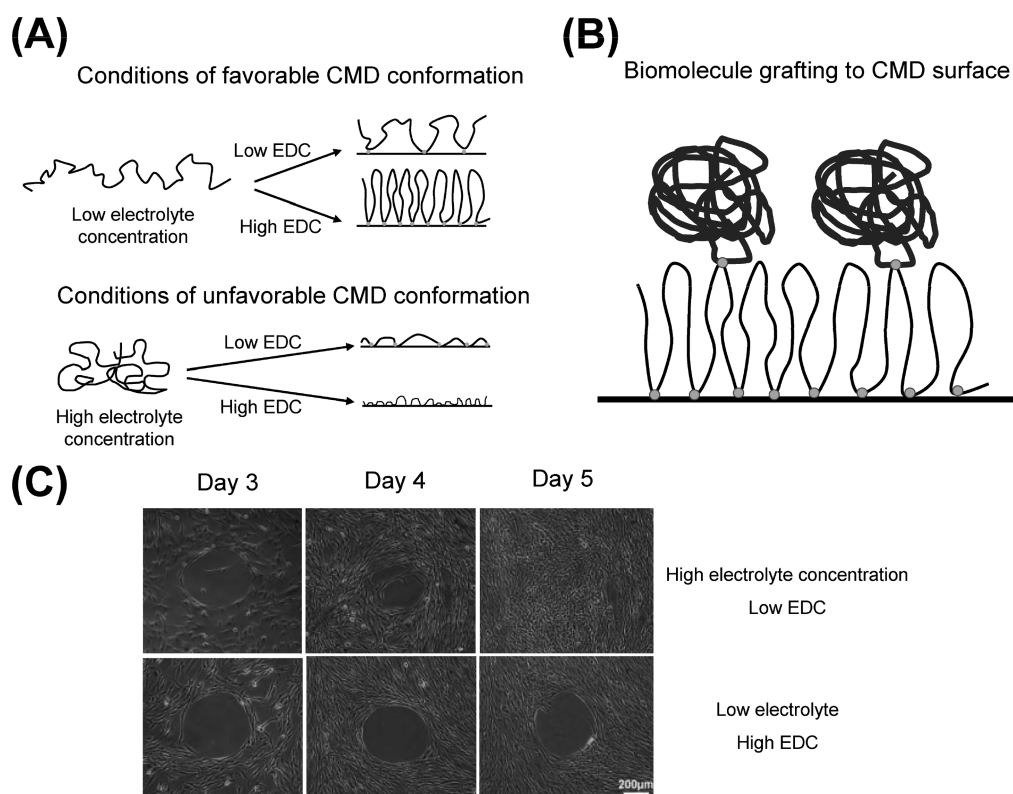 (A)
Conditions of favorable CMD conformation
Low EDC
Low electrolyte
concentration
High EDC
Conditions of unfavorable CMD conformation
Low EDC
High EDC
High electrolyte
concentration
(B)
Biomolecule grafting to CMD surface
(C)
Day 3
Day 4
Day 5
High electrolyte concentration
Low EDC
Low electrolyte
High EDC
200µm